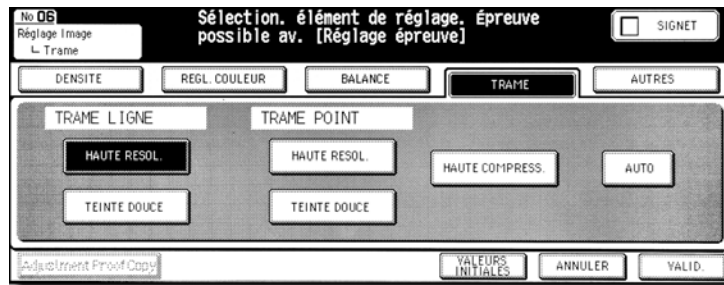 No 06
Sélection. élément de réglage. épreuve
possible av. [Réglage épreuve]
Réglage Image
Trame
SIGNET
DENSITE
REGL. COULEUR
BALANCE
TRAME
AUTRES
TRAME LIGNE
TRAME POINT
HAUTE RESOL.
HAUTE RESOL.
HAUTE COMPRESS.
AUTO
TEINTE DOUCE
TEINTE DOUCE
Adjustment Proof Copy
VALEURS
INITIALES
ANNULER
VALID.